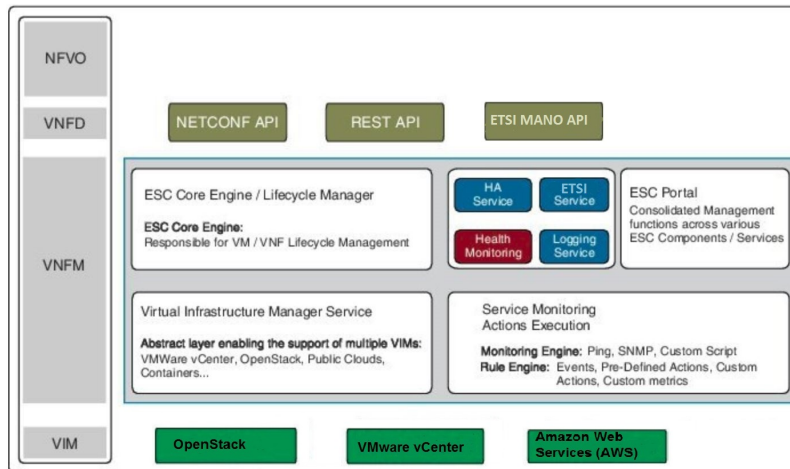 NFVO
VNFD
NETCONF API
REST API
ETSI MANO API
VNFM
ESC Core Engine / Lifecycle Manager
ESC Core Engine:
Responsible for VM / VNF Lifecycle Management
HA
Service
ETSI
Service
Health
Monitoring
Logging
Service
ESC Portal
Consolidated Management
functions across various
ESC Components / Services
Virtual Infrastructure Manager Service
Abstract layer enabling the support of multiple VIMs:
VMWare vCenter, OpenStack, Public Clouds,
Containers...
Service Monitoring
Actions Execution
Monitoring Engine: Ping, SNMP, Custom Script
Rule Engine: Events, Pre-Defined Actions, Custom
Actions, Custom metrics
VIM
OpenStack
VMware vCenter
Amazon Web
Services (AWS)